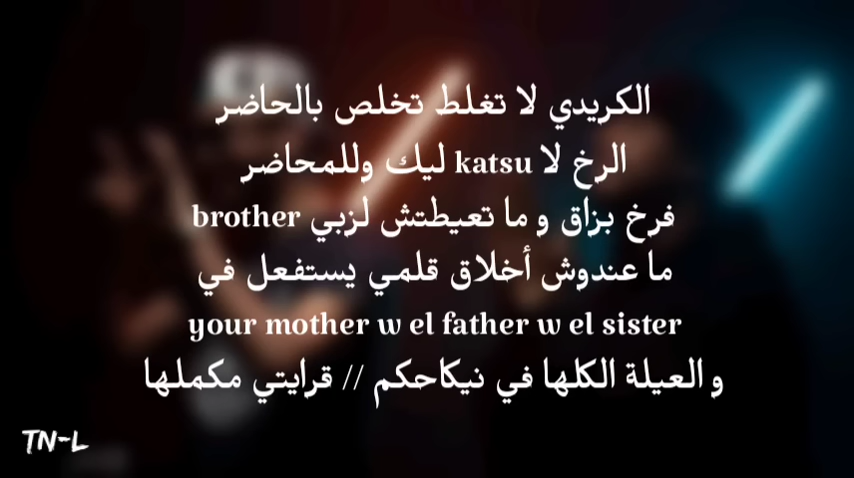 الكريدي لا تغلط تخلص بالحاضر
الرخ لا katsu ليك وللمحاضر
فرخ بزاق و ما تعيطتش لزبي brother
ما عندوش أخلاق قلمي يستفعل في
your mother w el father w el sister
و العيلة الكلها في نيكاحكم // قرايتي مكملها
TN-L